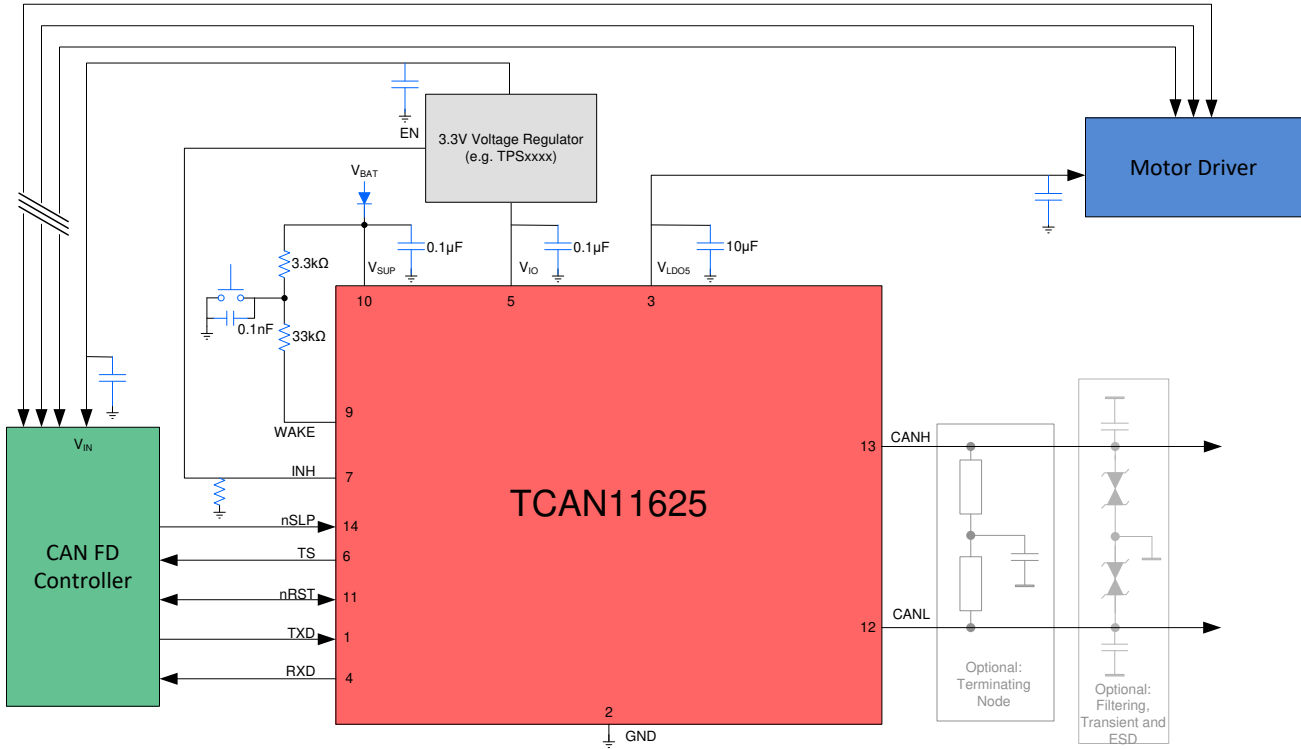 EN
3.3V Voltage Regulator
(e.g. TPSxxxx)
Motor Driver
VBAT
0.1µF
0.1µF
10µF
3.3kΩ
VSUP
VIO
VLDO5
10
5
3
0.1nF
33kΩ
9
WAKE
VIN
13
CANH
INH
7
TCAN11625
nSLP
14
CAN FD
Controller
TS
6
nRST
11
TXD
1
RXD
4
12
CANL
Optional:
Terminating
Node
Optional:
Filtering,
Transient and
ESD
2
GND